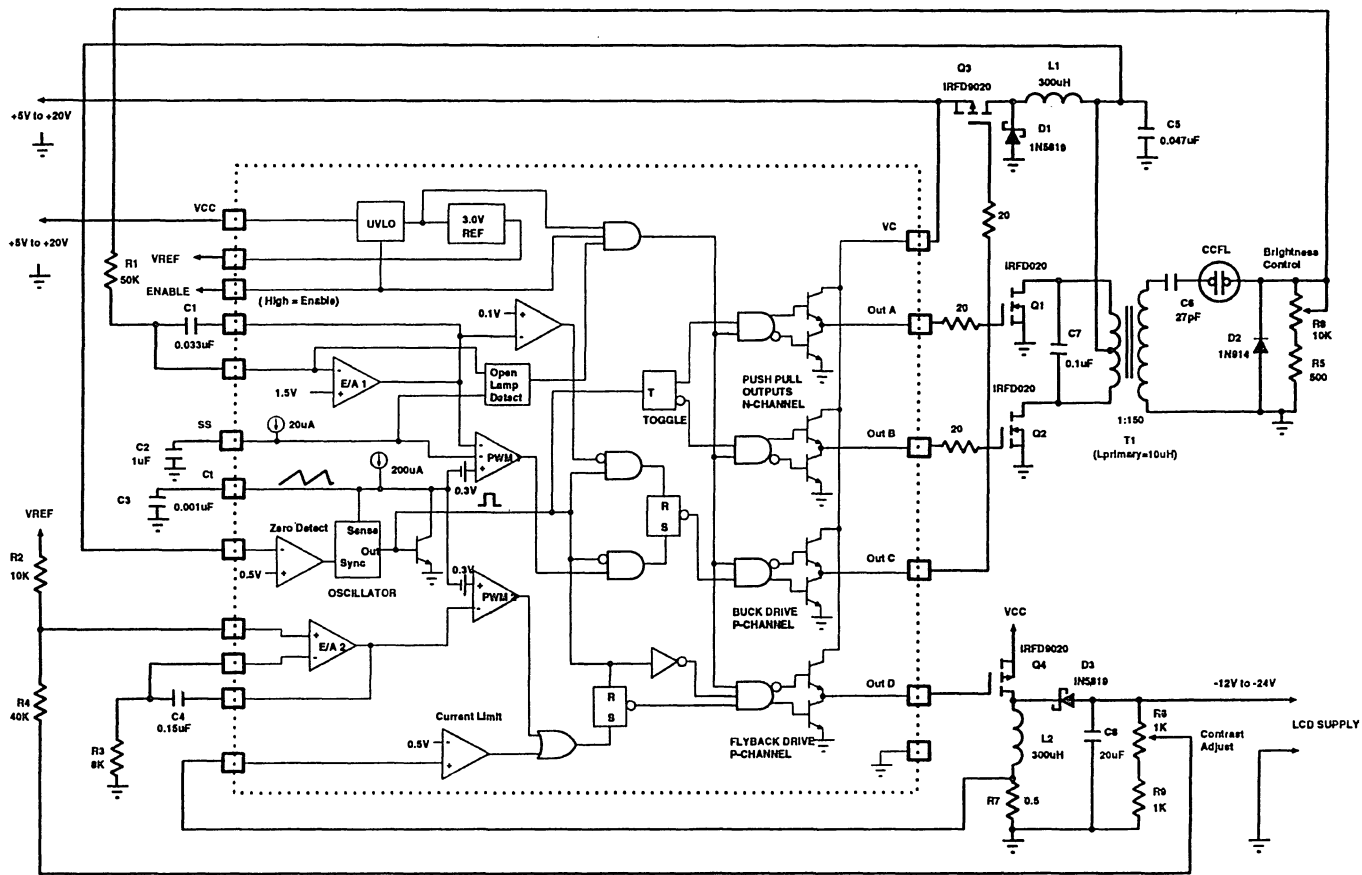 Q3
IRFD9020
L1
300uH
+5V to +20V
D1
1N5819
C5
0.047uF
VCC
UVLO
3.0V
REF
VC
20
+5V to +20V
VREF
R1
50K
ENABLE
( High = Enable)
C1
0.033uF
0.1V
+
-
Out A
20
IRFD020
Q1
C7
0.1uF
CCFL
C6
27pF
Brightness
Control
R8
10K
D2
1N914
R5
500
-
E/A 1
+
1.5V
Open
Lamp
Detect
T
TOGGLE
PUSH PULL
OUTPUTS
N-CHANNEL
IRFD020
1:150
T1
(Lprimary=10uH)
SS
20uA
C2
1uF
Out B
20
Q2
-
PWM
+
0.3V
Ct
200uA
C3
0.001uF
R
S
VREF
Zero Detect
-
+
0.5V
Sense
Out
Sync
OSCILLATOR
R2
10K
0.3V
+
PWM 2
-
Out C
BUCK DRIVE
P-CHANNEL
VCC
IRFD9020
Q4
D3
1N5819
-12V to -24V
+
E/A 2
-
Out D
R4
40K
C4
0.15uF
R
S
Current Limit
0.5V
-
+
R3
8K
FLYBACK DRIVE
P-CHANNEL
L2
300uH
C8
20uF
R6
1K
Contrast
Adjust
LCD SUPPLY
R7
0.5
R9
1K